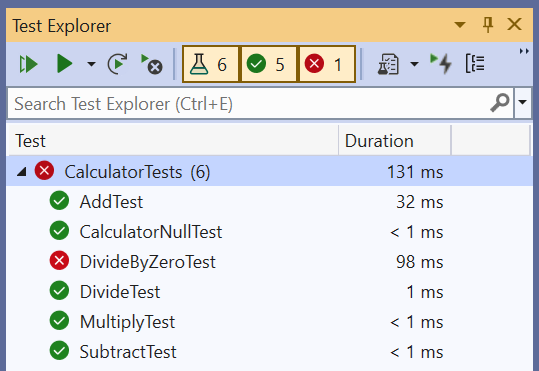 Test Explorer
6 5 1
Search Test Explorer (Ctrl+E)
Test Duration
CalculatorTests (6) 131 ms
AddTest 32 ms
CalculatorNullTest < 1 ms
DivideByZeroTest 98 ms
DivideTest 1 ms
MultiplyTest < 1 ms
SubtractTest < 1 ms